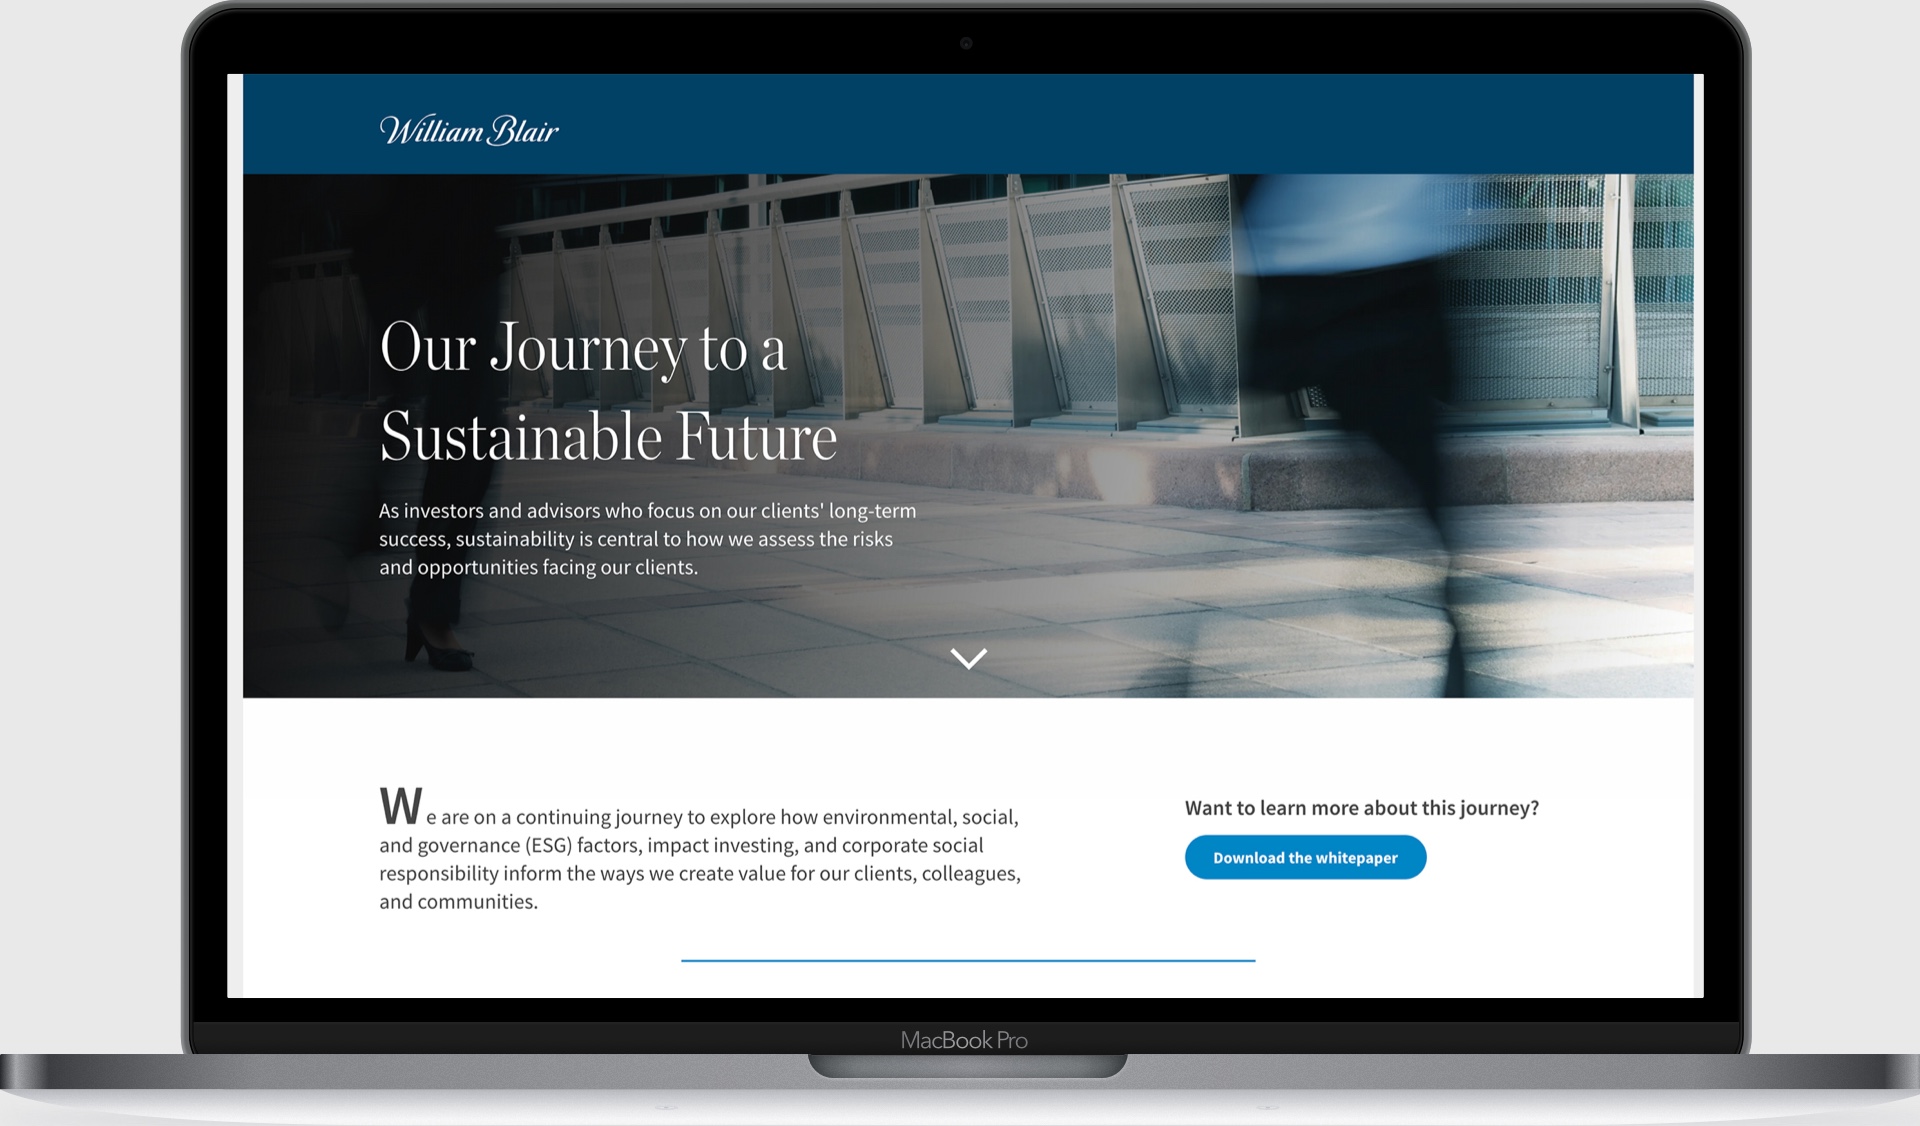 William Blair
Our Journey to a
Sustainable Future
As investors and advisors who focus on our clients' long-term
success, sustainability is central to how we assess the risks
and opportunities facing our clients.
We are on a continuing journey to explore how environmental, social,
and governance (ESG) factors, impact investing, and corporate social
responsibility inform the ways we create value for our clients, colleagues,
and communities.
Want to learn more about this journey?
Download the whitepaper
MacBook Pro